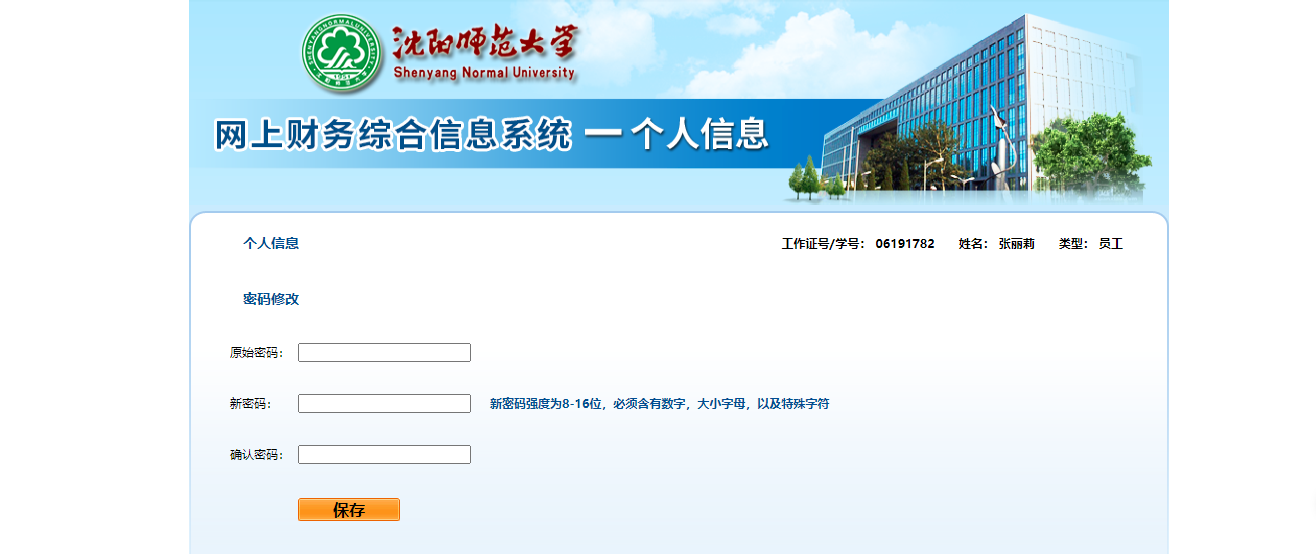 SHENYANG NORMAL UNIVERSITY
1951
沈阳师范大学
Shenyang Normal University
网上财务综合信息系统 — 个人信息
个人信息 工作证号/学号： 06191782 姓名： 张丽莉 类型： 员工
密码修改
原始密码：
新密码： 新密码强度为8-16位，必须含有数字，大小字母，以及特殊字符
确认密码：
保存